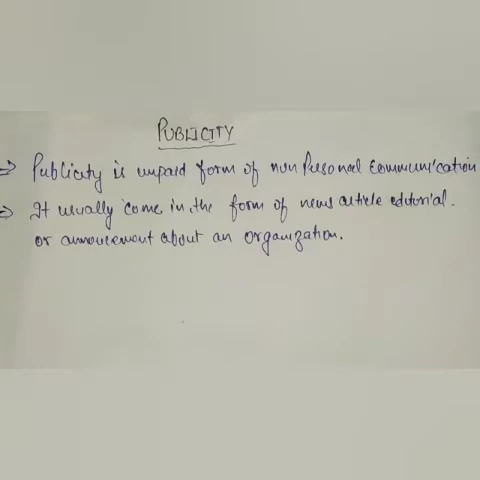 PUBLICITY
⇒ Publicity is unpaid form of non Personal Communication
⇒ It usually come in the form of news article editorial.
or announcement about an organization.